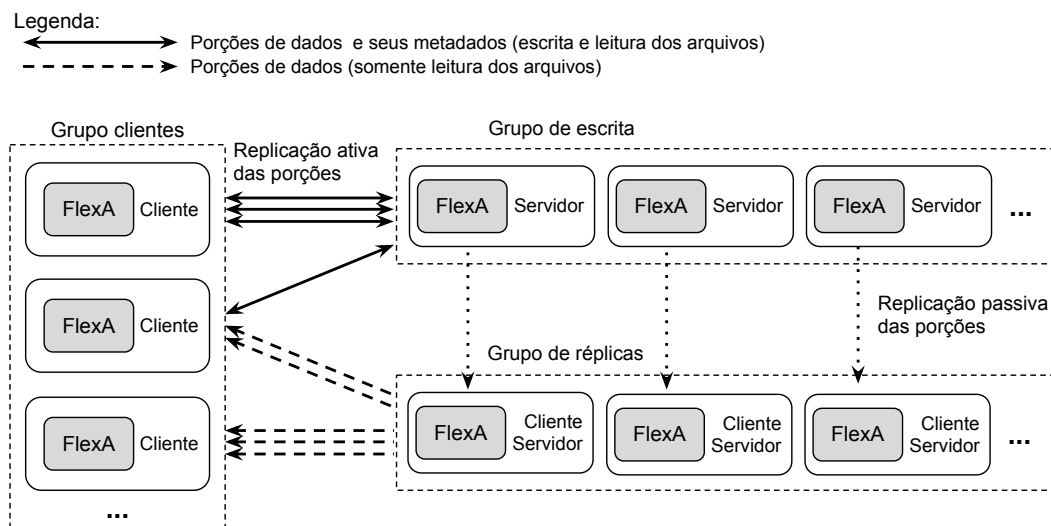 Legenda:
Porções de dados e seus metadados (escrita e leitura dos arquivos)
Porções de dados (somente leitura dos arquivos)
Grupo clientes
Replicação ativa
das porções
Grupo de escrita
FlexA Cliente
FlexA Servidor
FlexA Servidor
FlexA Servidor
...
FlexA Cliente
Replicação passiva
das porções
Grupo de réplicas
FlexA Cliente
FlexA Cliente
Servidor
FlexA Cliente
Servidor
FlexA Cliente
Servidor
...
...